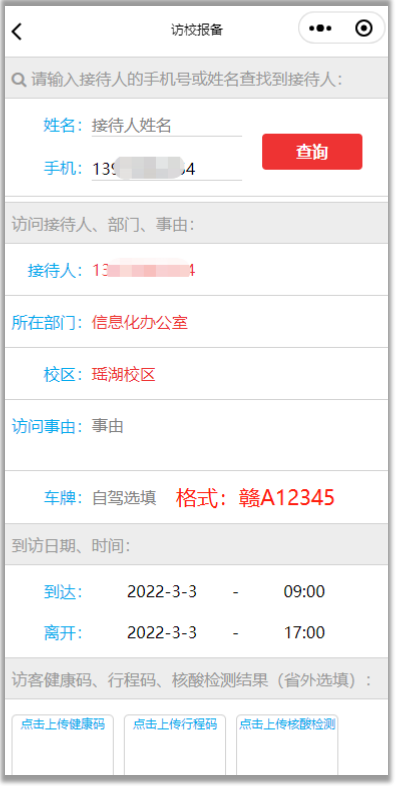 访校报备
请输入接待人的手机号或姓名查找到接待人：
姓名：接待人姓名
查询
手机：
访问接待人、部门、事由：
接待人：
所在部门：信息化办公室
校区：瑶湖校区
访问事由：事由
车牌：自驾选填 格式：赣A12345
到访日期、时间：
到达： 2022-3-3 - 09:00
离开： 2022-3-3 - 17:00
访客健康码、行程码、核酸检测结果（省外选填）：
点击上传健康码 点击上传行程码 点击上传核酸检测